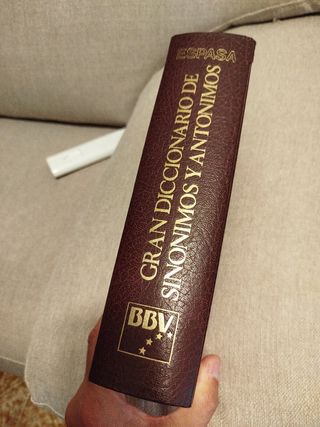 ESPASA
GRAN DICCIONARIO DE
SINONIMOS Y ANTONIMOS
BBV